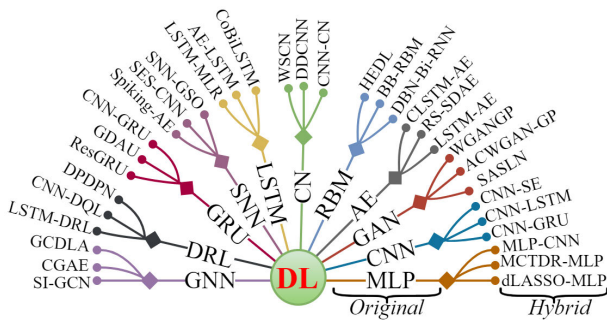 SI-GCN
CGAE
GCDLA
GNN
LSTM-DRL
CNN-DQL
DPDPN
DRL
ResGRU
GDAU
CNN-GRU
GRU
Spiking-AE
SES-CNN
SNN-GSO
SNN
LSTM-MLR
AE-LSTM
CoBiLSTM
LSTM
WSCN
DDCNN
CNN-CN
CN
HEDL
BB-RBM
DBN-Bi-RNN
RBM
CLSTM-AE
RS-SDAE
LSTM-AE
AE
WGANGP
ACWGAN-GP
SASLN
GAN
CNN-SE
CNN-LSTM
CNN-GRU
CNN
MLP-CNN
MCTDR-MLP
dLASSO-MLP
MLP
DL
Original
Hybrid